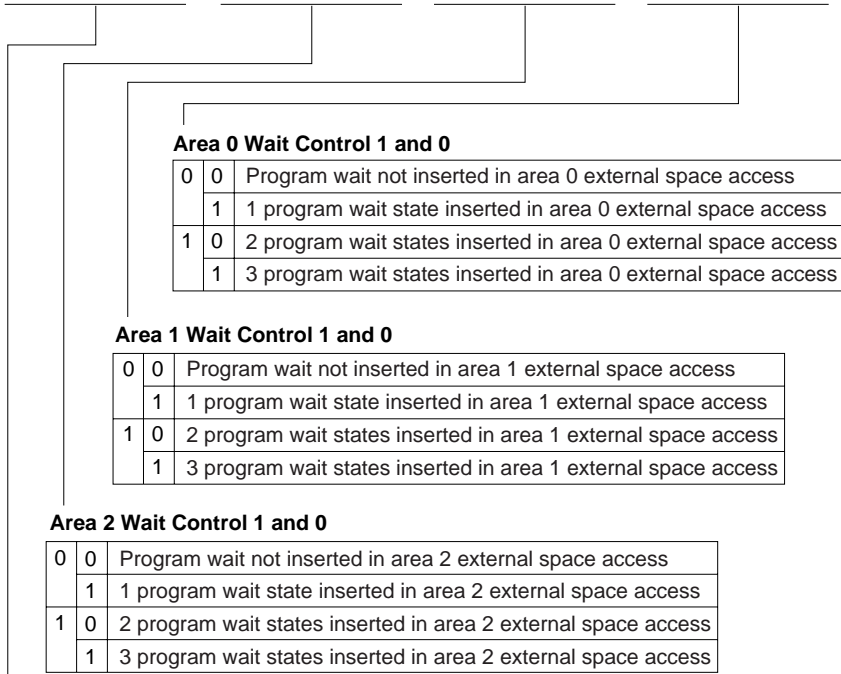 Area 0 Wait Control 1 and 0
0 0 Program wait not inserted in area 0 external space access
1 1 program wait state inserted in area 0 external space access
1 0 2 program wait states inserted in area 0 external space access
1 3 program wait states inserted in area 0 external space access
Area 1 Wait Control 1 and 0
0 0 Program wait not inserted in area 1 external space access
1 1 program wait state inserted in area 1 external space access
1 0 2 program wait states inserted in area 1 external space access
1 3 program wait states inserted in area 1 external space access
Area 2 Wait Control 1 and 0
0 0 Program wait not inserted in area 2 external space access
1 1 program wait state inserted in area 2 external space access
1 0 2 program wait states inserted in area 2 external space access
1 3 program wait states inserted in area 2 external space access